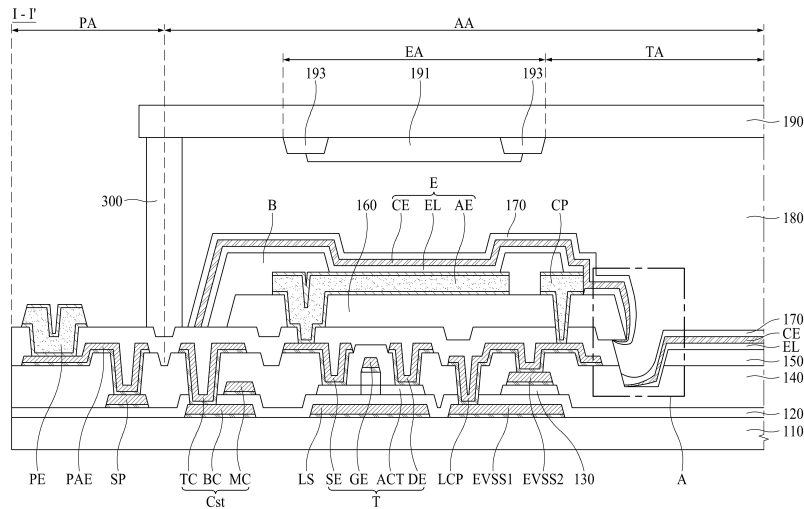 I - I'
PA AA
EA TA
193 191 193
190
300
E
B 160 CE EL AE 170 CP
180
170
CE
EL
150
140
120
110
PE PAE SP TC BC MC LS SE GE ACT DE LCP EVSS1 EVSS2 130 A
Cst T